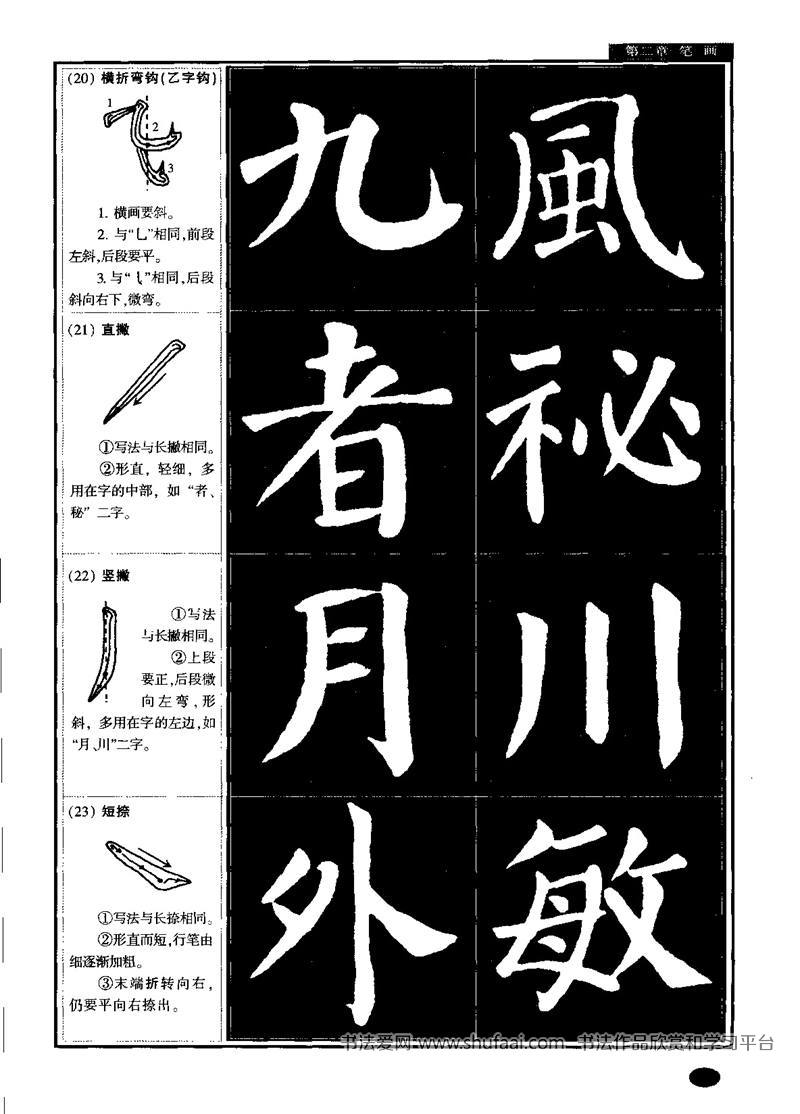 第二章 笔 画
(20) 横折弯钩(乙字钩)
1
2
3
1. 横画要斜。
2. 与“乚”相同,前段
左斜,后段要平。
3. 与“㇂”相同,后段
斜向右下,微弯。
九 風
(21) 直撇
①写法与长撇相同。
②形直，轻细，多
用在字的中部，如“者、
秘”二字。
者 祕
(22) 竖撇
①写法
与长撇相同。
②上段
要正,后段微
向左弯,形
斜，多用在字的左边,如
“月、川”二字。
月 川
(23) 短捺
①写法与长捺相同。
②形直而短,行笔由
细逐渐加粗。
③末端折转向右，
仍要平向右捺出。
外 敏
书法爱网 www.shufaai.com 书法作品欣赏和学习平台